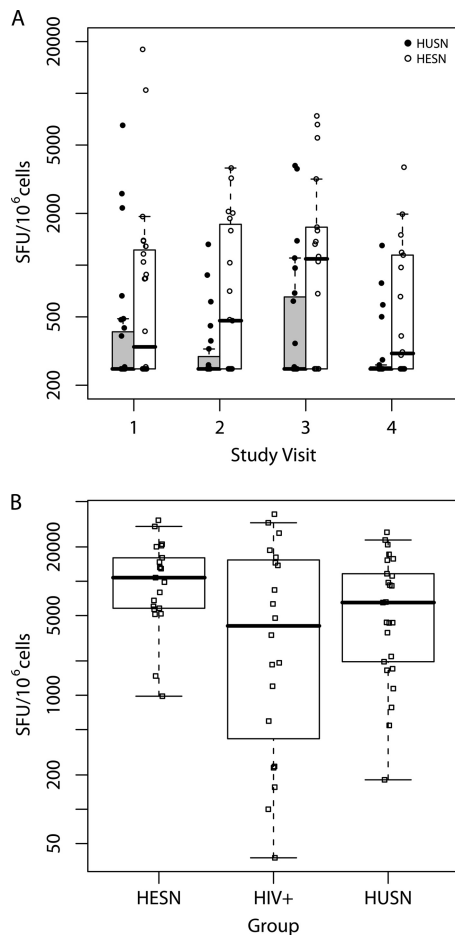 A
HUSN
HESN
20000
5000
2000
500
200
SFU/10⁶cells
1 2 3 4
Study Visit
B
20000
5000
1000
200
50
SFU/10⁶cells
HESN HIV+ HUSN
Group